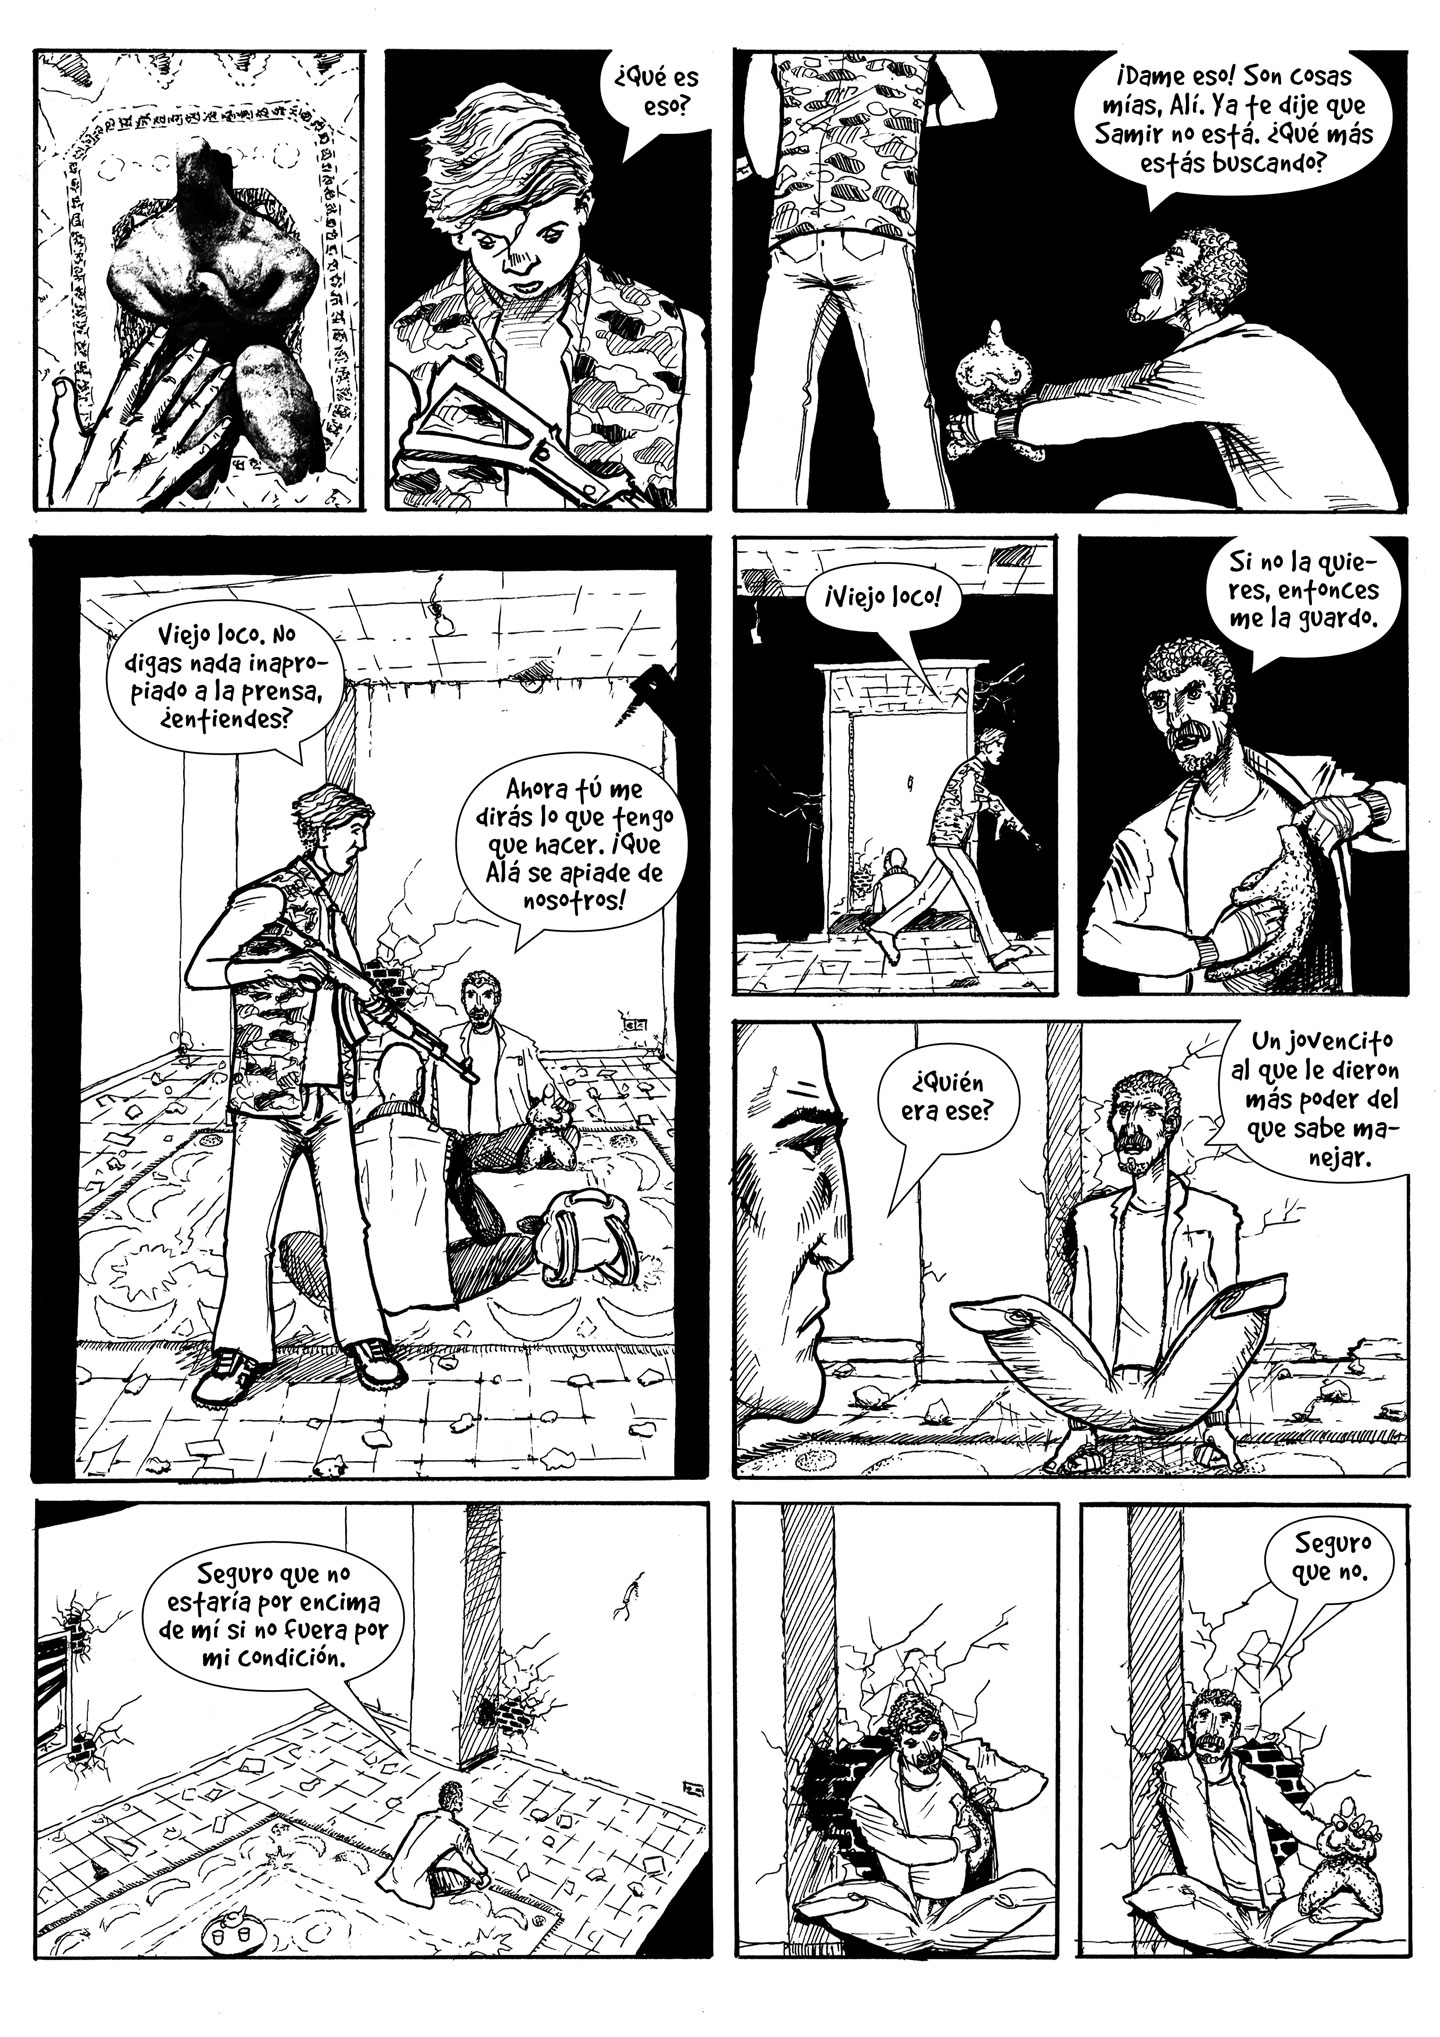 ¿Qué es
eso?
¡Dame eso! Son cosas
mías, Alí. Ya te dije que
Samir no está. ¿Qué más
estás buscando?
Viejo loco. No
digas nada inapro-
piado a la prensa,
¿entiendes?
Ahora tú me
dirás lo que tengo
que hacer. ¡Que
Alá se apiade de
nosotros!
¡Viejo loco!
Si no la quie-
res, entonces
me la guardo.
¿Quién
era ese?
Un jovencito
al que le dieron
más poder del
que sabe ma-
nejar.
Seguro que no
estaría por encima
de mí si no fuera por
mi condición.
Seguro
que no.